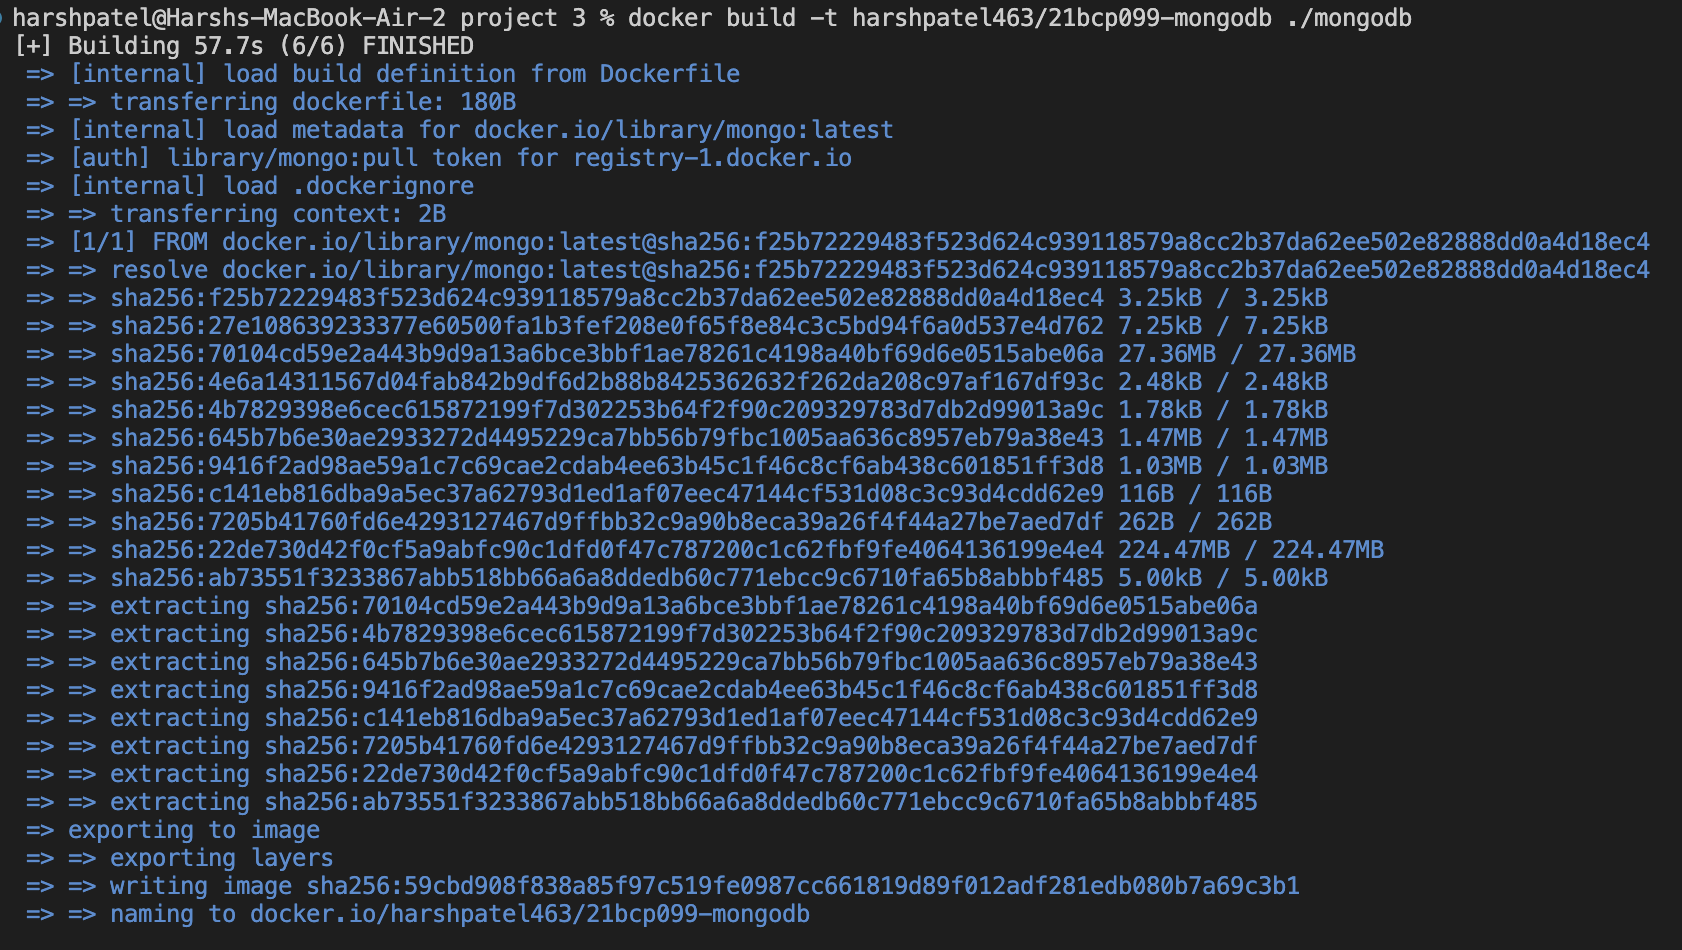 harshpatel@Harshs-MacBook-Air-2 project 3 % docker build -t harshpatel463/21bcp099-mongodb ./mongodb
[+] Building 57.7s (6/6) FINISHED
=> [internal] load build definition from Dockerfile
=> => transferring dockerfile: 180B
=> [internal] load metadata for docker.io/library/mongo:latest
=> [auth] library/mongo:pull token for registry-1.docker.io
=> [internal] load .dockerignore
=> => transferring context: 2B
=> [1/1] FROM docker.io/library/mongo:latest@sha256:f25b72229483f523d624c939118579a8cc2b37da62ee502e82888dd0a4d18ec4
=> => resolve docker.io/library/mongo:latest@sha256:f25b72229483f523d624c939118579a8cc2b37da62ee502e82888dd0a4d18ec4
=> => sha256:f25b72229483f523d624c939118579a8cc2b37da62ee502e82888dd0a4d18ec4 3.25kB / 3.25kB
=> => sha256:27e108639233377e60500fa1b3fef208e0f65f8e84c3c5bd94f6a0d537e4d762 7.25kB / 7.25kB
=> => sha256:70104cd59e2a443b9d9a13a6bce3bbf1ae78261c4198a40bf69d6e0515abe06a 27.36MB / 27.36MB
=> => sha256:4e6a14311567d04fab842b9df6d2b88b8425362632f262da208c97af167df93c 2.48kB / 2.48kB
=> => sha256:4b7829398e6cec615872199f7d302253b64f2f90c209329783d7db2d99013a9c 1.78kB / 1.78kB
=> => sha256:645b7b6e30ae2933272d4495229ca7bb56b79fbc1005aa636c8957eb79a38e43 1.47MB / 1.47MB
=> => sha256:9416f2ad98ae59a1c7c69cae2cdab4ee63b45c1f46c8cf6ab438c601851ff3d8 1.03MB / 1.03MB
=> => sha256:c141eb816dba9a5ec37a62793d1ed1af07eec47144cf531d08c3c93d4cdd62e9 116B / 116B
=> => sha256:7205b41760fd6e4293127467d9ffbb32c9a90b8eca39a26f4f44a27be7aed7df 262B / 262B
=> => sha256:22de730d42f0cf5a9abfc90c1dfd0f47c787200c1c62fbf9fe4064136199e4e4 224.47MB / 224.47MB
=> => sha256:ab73551f3233867abb518bb66a6a8ddedb60c771ebcc9c6710fa65b8abbbf485 5.00kB / 5.00kB
=> => extracting sha256:70104cd59e2a443b9d9a13a6bce3bbf1ae78261c4198a40bf69d6e0515abe06a
=> => extracting sha256:4b7829398e6cec615872199f7d302253b64f2f90c209329783d7db2d99013a9c
=> => extracting sha256:645b7b6e30ae2933272d4495229ca7bb56b79fbc1005aa636c8957eb79a38e43
=> => extracting sha256:9416f2ad98ae59a1c7c69cae2cdab4ee63b45c1f46c8cf6ab438c601851ff3d8
=> => extracting sha256:c141eb816dba9a5ec37a62793d1ed1af07eec47144cf531d08c3c93d4cdd62e9
=> => extracting sha256:7205b41760fd6e4293127467d9ffbb32c9a90b8eca39a26f4f44a27be7aed7df
=> => extracting sha256:22de730d42f0cf5a9abfc90c1dfd0f47c787200c1c62fbf9fe4064136199e4e4
=> => extracting sha256:ab73551f3233867abb518bb66a6a8ddedb60c771ebcc9c6710fa65b8abbbf485
=> exporting to image
=> => exporting layers
=> => writing image sha256:59cbd908f838a85f97c519fe0987cc661819d89f012adf281edb080b7a69c3b1
=> => naming to docker.io/harshpatel463/21bcp099-mongodb